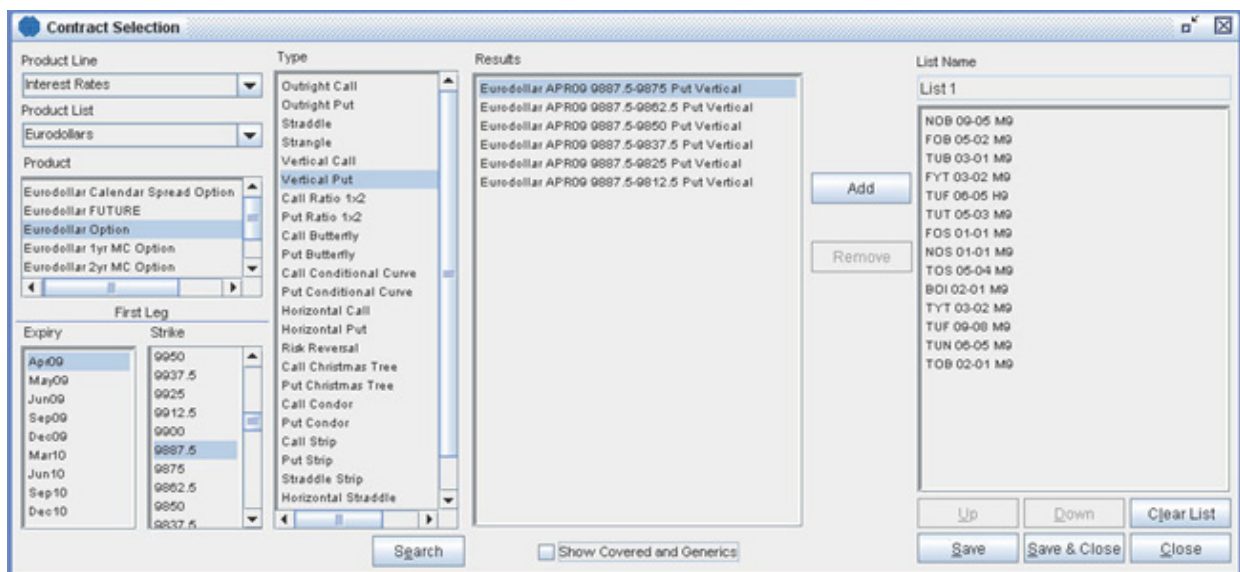 Contract Selection
Product Line
Interest Rates
Product List
Eurodollars
Product
Eurodollar Calendar Spread Option
Eurodollar FUTURE
Eurodollar Option
Eurodollar 1yr MC Option
Eurodollar 2yr MC Option
First Leg
Expiry
Apr09
May09
Jun09
Sep09
Dec09
Mar10
Jun10
Sep10
Dec10
Strike
9950
9937.5
9925
9912.5
9900
9887.5
9875
9862.5
9850
9837.5
Type
Outright Call
Outright Put
Straddle
Strangle
Vertical Call
Vertical Put
Call Ratio 1x2
Put Ratio 1x2
Call Butterfly
Put Butterfly
Call Conditional Curve
Put Conditional Curve
Horizontal Call
Horizontal Put
Risk Reversal
Call Christmas Tree
Put Christmas Tree
Call Condor
Put Condor
Call Strip
Put Strip
Straddle Strip
Horizontal Straddle
Search
Results
Eurodollar APR09 9887.5-9875 Put Vertical
Eurodollar APR09 9887.5-9862.5 Put Vertical
Eurodollar APR09 9887.5-9850 Put Vertical
Eurodollar APR09 9887.5-9837.5 Put Vertical
Eurodollar APR09 9887.5-9825 Put Vertical
Eurodollar APR09 9887.5-9812.5 Put Vertical
Show Covered and Generics
Add
Remove
List Name
List 1
NOB 09-05 M9
FOB 05-02 M9
TUB 03-01 M9
FYT 03-02 M9
TUF 06-05 H9
TUT 05-03 M9
FOS 01-01 M9
NOS 01-01 M9
TOS 05-04 M9
BOI 02-01 M9
TYT 03-02 M9
TUF 09-08 M9
TUN 06-05 M9
TOB 02-01 M9
Up
Down
Clear List
Save
Save & Close
Close